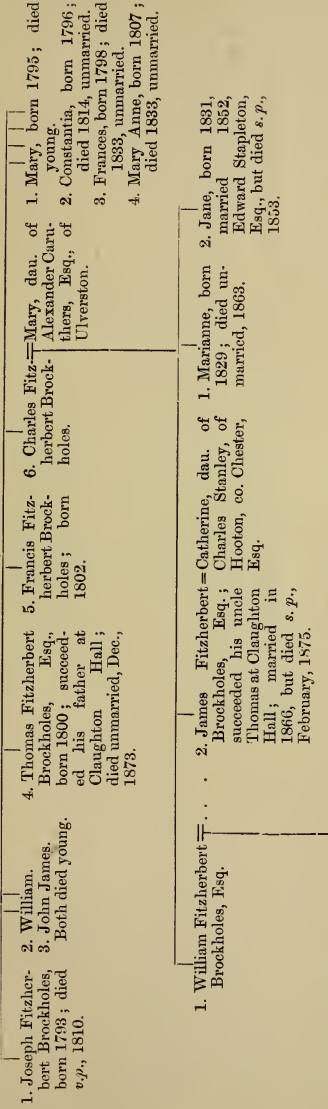 1. Joseph Fitzher-
bert Brockholes,
born 1793; died
v.p., 1810.
2. William.
3. John James.
Both died young.
4. Thomas Fitzherbert
Brockholes, Esq.,
born 1800; succeed-
ed his father at
Claughton Hall;
died unmarried, Dec.,
1873.
5. Francis Fitz-
herbert Brock-
holes; born
1802.
6. Charles Fitz-=Mary, dau. of
herbert Brock- Alexander Caru-
holes. thers, Esq., of
Ulverston.
1. Mary, born 1795; died
young.
2. Constantia, born 1796;
died 1814, unmarried.
3. Frances, born 1798; died
1833, unmarried.
4. Mary Anne, born 1807;
died 1833, unmarried.
1. William Fitzherbert = . . .
Brockholes, Esq.
2. James Fitzherbert = Catherine, dau. of
Brockholes, Esq.; Charles Stanley, of
succeeded his uncle Hooton, co. Chester,
Thomas at Claughton Esq.
Hall; married in
1866, but died s.p.,
February, 1875.
1. Marianne, born
1829; died un-
married, 1863.
2. Jane, born 1831,
married 1852,
Edward Stapleton,
Esq., but died s.p.,
1853.